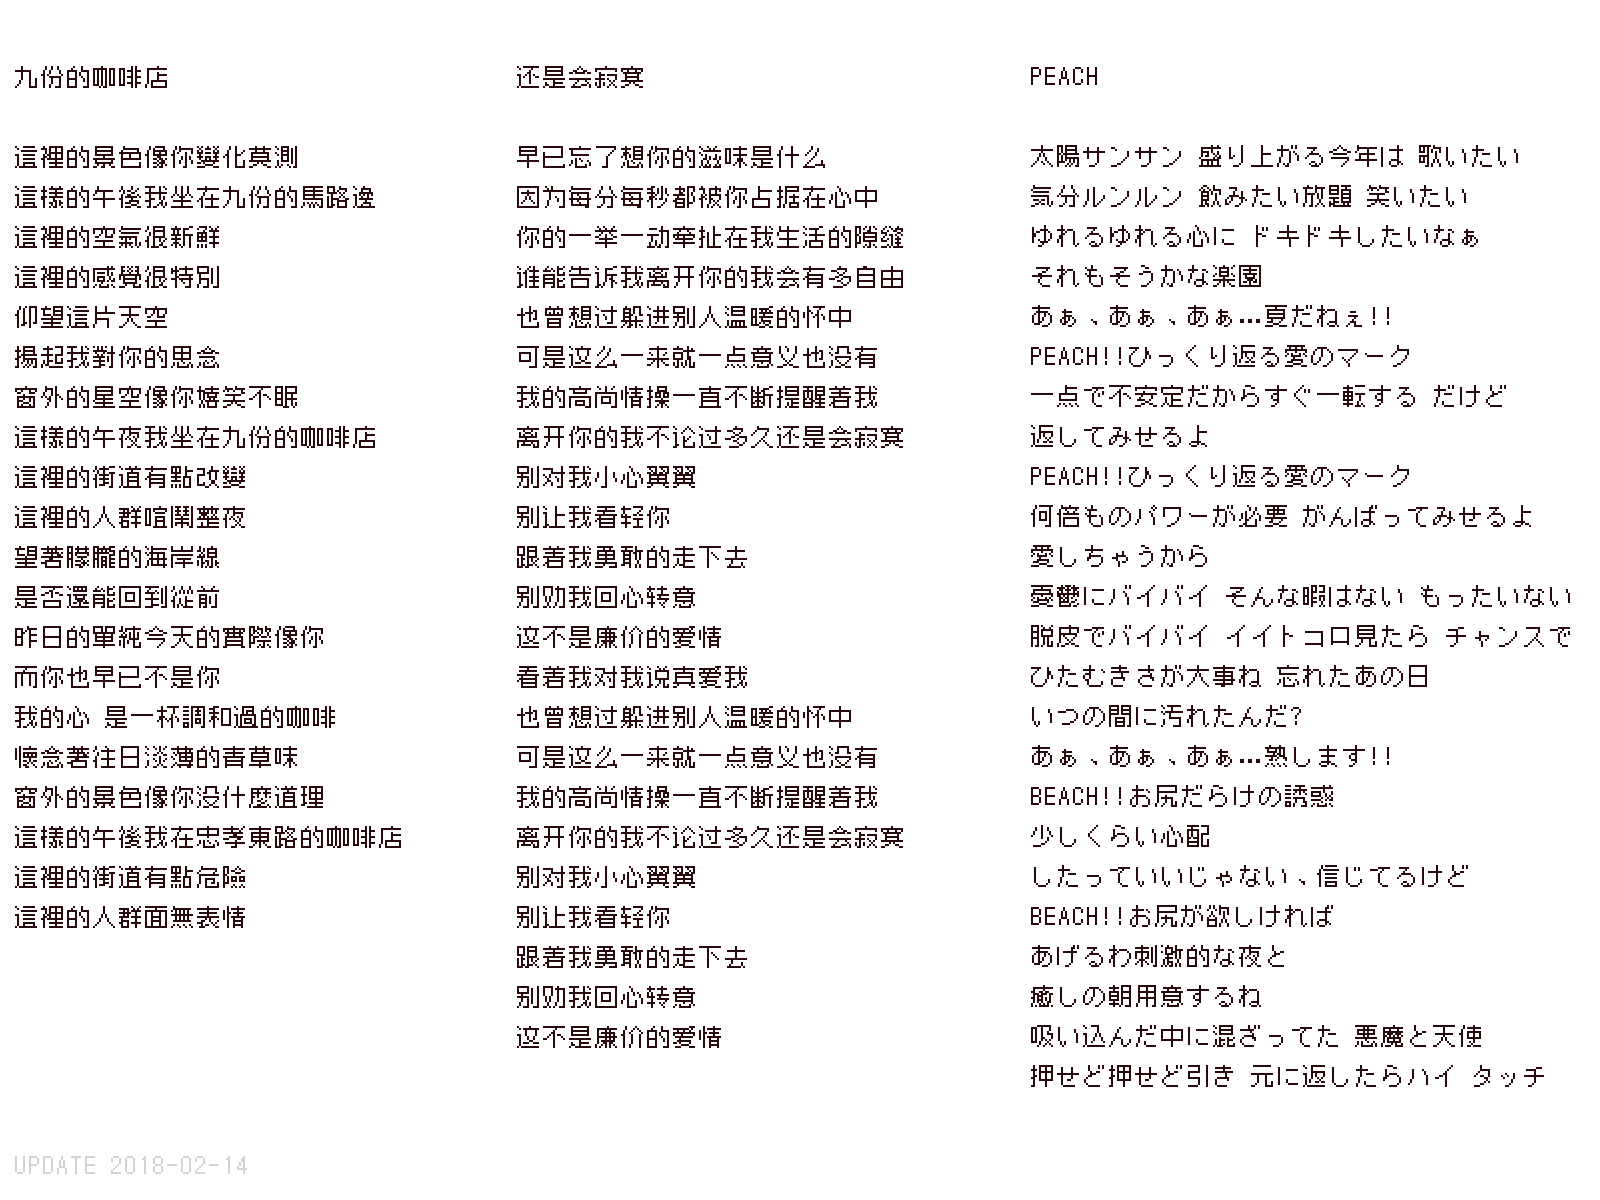 九份的咖啡店
這裡的景色像你變化莫測
這樣的午後我坐在九份的馬路邊
這裡的空氣很新鮮
這裡的感覺很特別
仰望這片天空
揚起我對你的思念
窗外的星空像你嬉笑不眠
這樣的午夜我坐在九份的咖啡店
這裡的街道有點改變
這裡的人群喧鬧整夜
望著朦朧的海岸線
是否還能回到從前
昨日的單純今天的實際像你
而你也早已不是你
我的心 是一杯調和過的咖啡
懷念著往日淡薄的青草味
窗外的景色像你沒什麼道理
這樣的午後我在忠孝東路的咖啡店
這裡的街道有點危險
這裡的人群面無表情
还是会寂寞
早已忘了想你的滋味是什么
因为每分每秒都被你占据在心中
你的一举一动牵扯在我生活的隙缝
谁能告诉我离开你的我会有多自由
也曾想过躲进别人温暖的怀中
可是这么一来就一点意义也没有
我的高尚情操一直不断提醒着我
离开你的我不论过多久还是会寂寞
别对我小心翼翼
别让我看轻你
跟着我勇敢的走下去
别劝我回心转意
这不是廉价的爱情
看着我对我说真爱我
也曾想过躲进别人温暖的怀中
可是这么一来就一点意义也没有
我的高尚情操一直不断提醒着我
离开你的我不论过多久还是会寂寞
别对我小心翼翼
别让我看轻你
跟着我勇敢的走下去
别劝我回心转意
这不是廉价的爱情
PEACH
太陽サンサン 盛り上がる今年は 歌いたい
気分ルンルン 飲みたい放題 笑いたい
ゆれるゆれる心に ドキドキしたいなぁ
それもそうかな楽園
あぁ、あぁ、あぁ…夏だねぇ!!
PEACH!!ひっくり返る愛のマーク
一点で不安定だからすぐ一転する だけど
返してみせるよ
PEACH!!ひっくり返る愛のマーク
何倍ものパワーが必要 がんばってみせるよ
愛しちゃうから
憂鬱にバイバイ そんな暇はない もったいない
脱皮でバイバイ イイトコロ見たら チャンスで
ひたむきさが大事ね 忘れたあの日
いつの間に汚れたんだ?
あぁ、あぁ、あぁ…熟します!!
BEACH!!お尻だらけの誘惑
少しくらい心配
したっていいじゃない、信じてるけど
BEACH!!お尻が欲しければ
あげるわ刺激的な夜と
癒しの朝用意するね
吸い込んだ中に混ざってた 悪魔と天使
押せど押せど引き 元に返したらハイ タッチ
UPDATE 2018-02-14